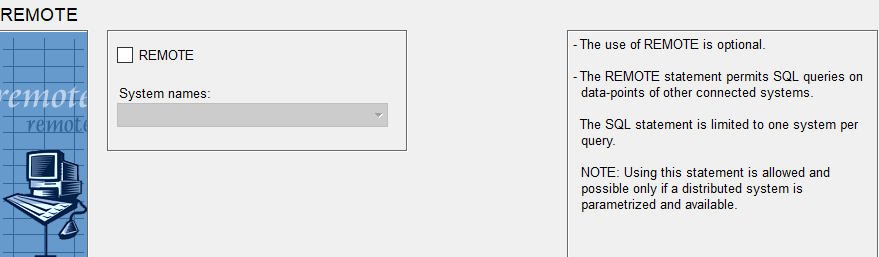 REMOTE
remote
remote
REMOTE
System names:
- The use of REMOTE is optional.
- The REMOTE statement permits SQL queries on
data-points of other connected systems.
The SQL statement is limited to one system per
query.
NOTE: Using this statement is allowed and
possible only if a distributed system is
parametrized and available.